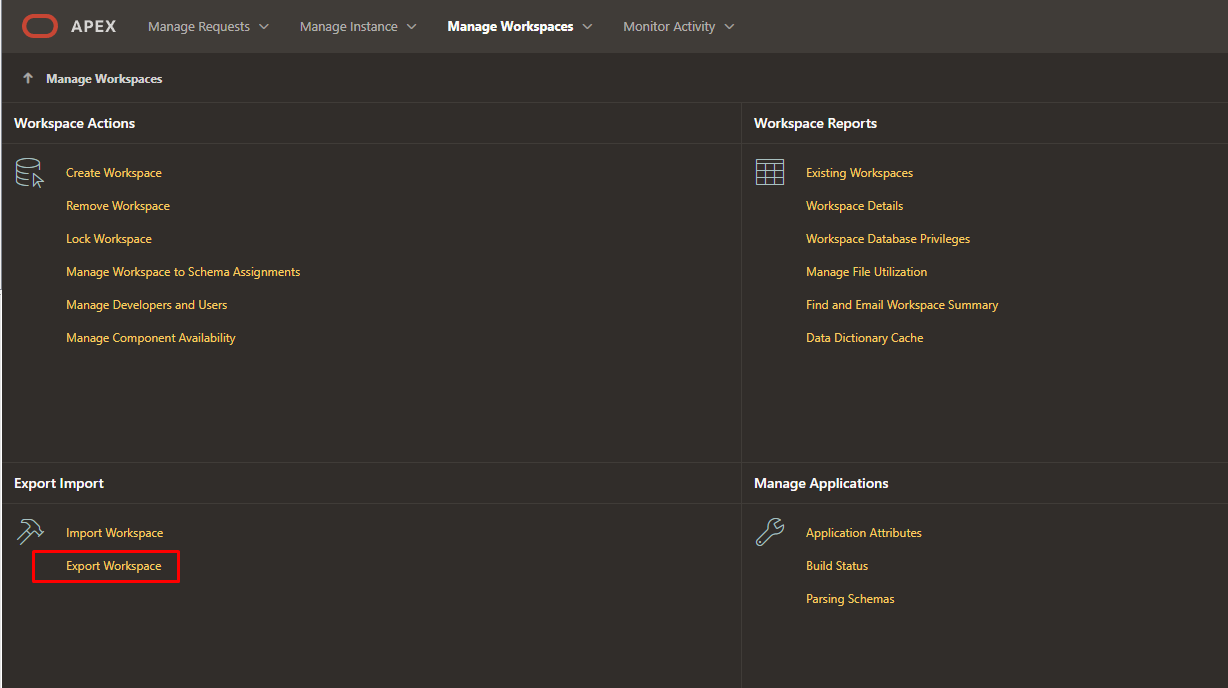 APEX Manage Requests Manage Instance Manage Workspaces Monitor Activity
Manage Workspaces
Workspace Actions
Create Workspace
Remove Workspace
Lock Workspace
Manage Workspace to Schema Assignments
Manage Developers and Users
Manage Component Availability
Workspace Reports
Existing Workspaces
Workspace Details
Workspace Database Privileges
Manage File Utilization
Find and Email Workspace Summary
Data Dictionary Cache
Export Import
Import Workspace
Export Workspace
Manage Applications
Application Attributes
Build Status
Parsing Schemas